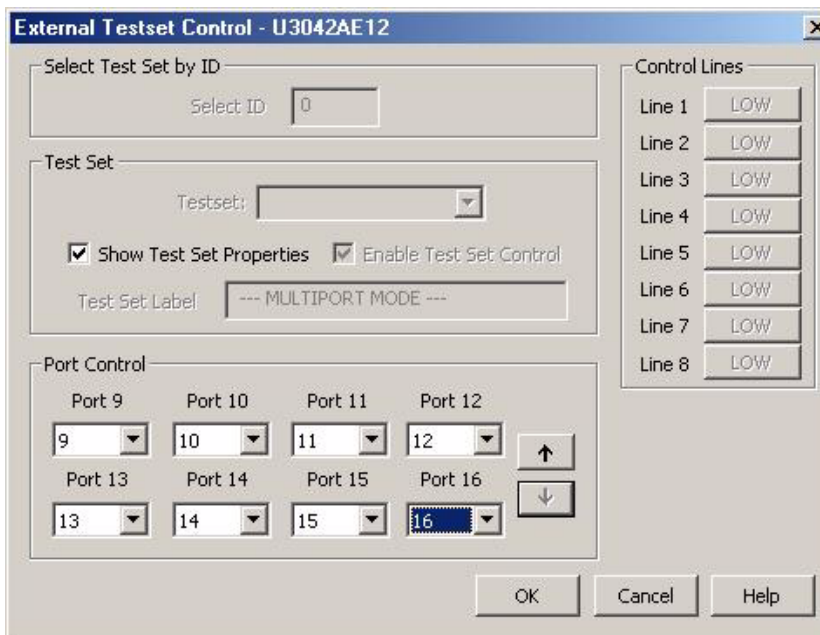 External Testset Control - U3042AE12
Select Test Set by ID
Select ID 0
Test Set
Testset:
Show Test Set Properties Enable Test Set Control
Test Set Label --- MULTIPORT MODE ---
Port Control
Port 9 Port 10 Port 11 Port 12
9 10 11 12
Port 13 Port 14 Port 15 Port 16
13 14 15 16
Control Lines
Line 1 LOW
Line 2 LOW
Line 3 LOW
Line 4 LOW
Line 5 LOW
Line 6 LOW
Line 7 LOW
Line 8 LOW
OK Cancel Help